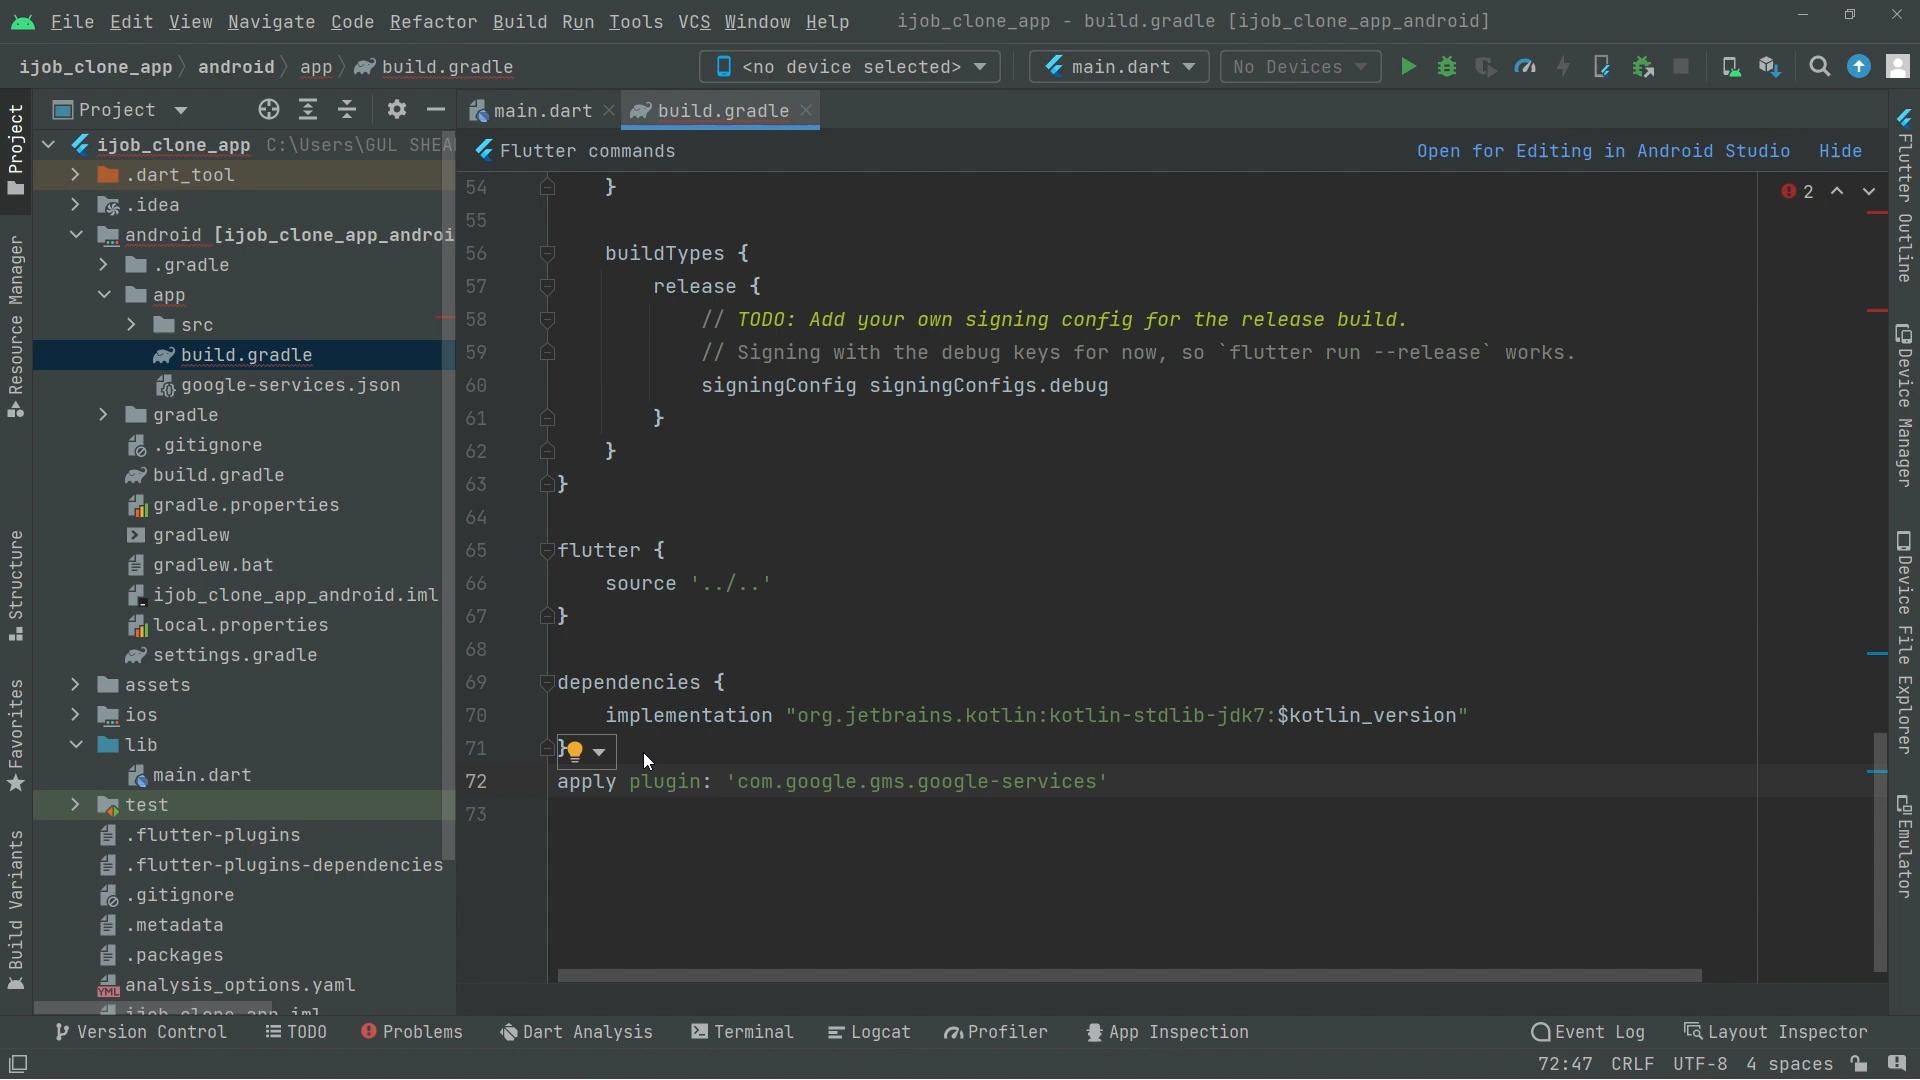 File Edit View Navigate Code Refactor Build Run Tools VCS Window Help ijob_clone_app - build.gradle [ijob_clone_app_android]
ijob_clone_app android app build.gradle <no device selected> main.dart No Devices
Project
main.dart
build.gradle
Flutter commands Open for Editing in Android Studio Hide
ijob_clone_app C:\Users\GUL
.dart_tool
.idea
android [ijob_clone_app_androi
.gradle
app
src
build.gradle
google-services.json
gradle
.gitignore
build.gradle
gradle.properties
gradlew
gradlew.bat
ijob_clone_app_android.iml
local.properties
settings.gradle
assets
ios
lib
main.dart
test
.flutter-plugins
.flutter-plugins-dependencies
.gitignore
.metadata
.packages
analysis_options.yaml
2
54 }
55
56 buildTypes {
57 release {
58 // TODO: Add your own signing config for the release build.
59 // Signing with the debug keys for now, so `flutter run --release` works.
60 signingConfig signingConfigs.debug
61 }
62 }
63 }
64
65 flutter {
66 source '../..'
67 }
68
69 dependencies {
70 implementation "org.jetbrains.kotlin:kotlin-stdlib-jdk7:$kotlin_version"
71 }
72 apply plugin: 'com.google.gms.google-services'
73
Project
Resource Manager
Structure
Favorites
Build Variants
Flutter Outline
Device Manager
Device File Explorer
Emulator
Version Control TODO Problems Dart Analysis Terminal Logcat Profiler App Inspection Event Log Layout Inspector
72:47 CRLF UTF-8 4 spaces